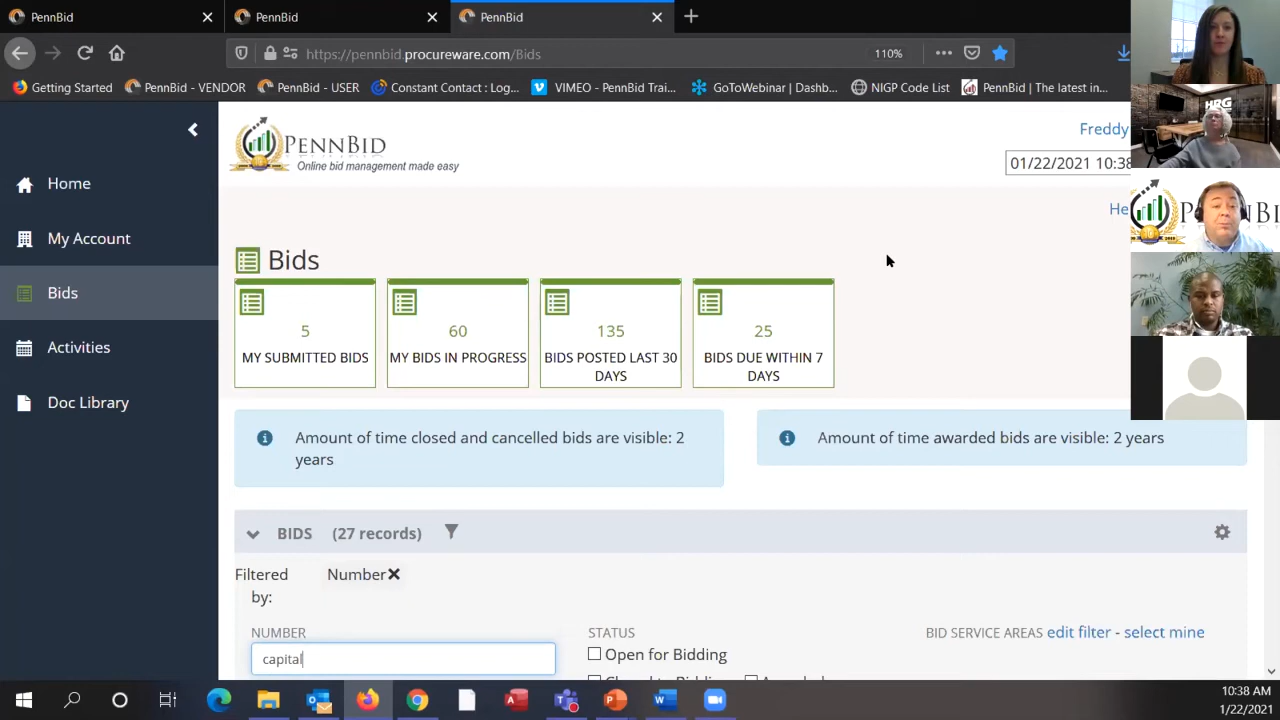 PennBid
PennBid
PennBid
https://pennbid.procureware.com/Bids
110%
Getting Started
PennBid - VENDOR
PennBid - USER
Constant Contact : Log...
VIMEO - PennBid Trai...
GoToWebinar | Dashb...
NIGP Code List
PennBid | The latest in...
HRG
PENNBID
Online bid management made easy
Freddy
01/22/2021 10:38
He
Home
My Account
Bids
Activities
Doc Library
Bids
5
MY SUBMITTED BIDS
60
MY BIDS IN PROGRESS
135
BIDS POSTED LAST 30
DAYS
25
BIDS DUE WITHIN 7
DAYS
Amount of time closed and cancelled bids are visible: 2
years
Amount of time awarded bids are visible: 2 years
BIDS (27 records)
Filtered
by:
Number
NUMBER
capital
STATUS
Open for Bidding
BID SERVICE AREAS edit filter - select mine
10:38 AM
1/22/2021